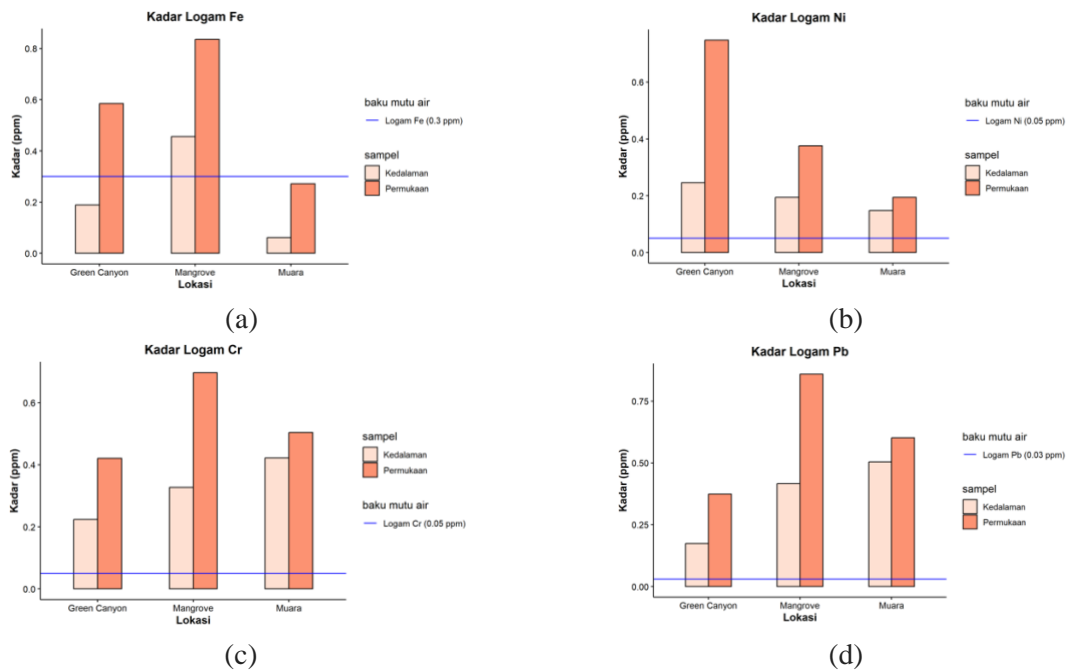 Kadar Logam Fe
0.8
0.6
0.4
0.2
0.0
Kadar (ppm)
Green Canyon
Mangrove
Muara
Lokasi
baku mutu air
Logam Fe (0.3 ppm)
sampel
Kedalaman
Permukaan
(a)
Kadar Logam Ni
0.6
0.4
0.2
0.0
Kadar (ppm)
Green Canyon
Mangrove
Muara
Lokasi
baku mutu air
Logam Ni (0.05 ppm)
sampel
Kedalaman
Permukaan
(b)
Kadar Logam Cr
0.6
0.4
0.2
0.0
Kadar (ppm)
Green Canyon
Mangrove
Muara
Lokasi
sampel
Kedalaman
Permukaan
baku mutu air
Logam Cr (0.05 ppm)
(c)
Kadar Logam Pb
0.75
0.50
0.25
0.00
Kadar (ppm)
Green Canyon
Mangrove
Muara
Lokasi
baku mutu air
Logam Pb (0.03 ppm)
sampel
Kedalaman
Permukaan
(d)